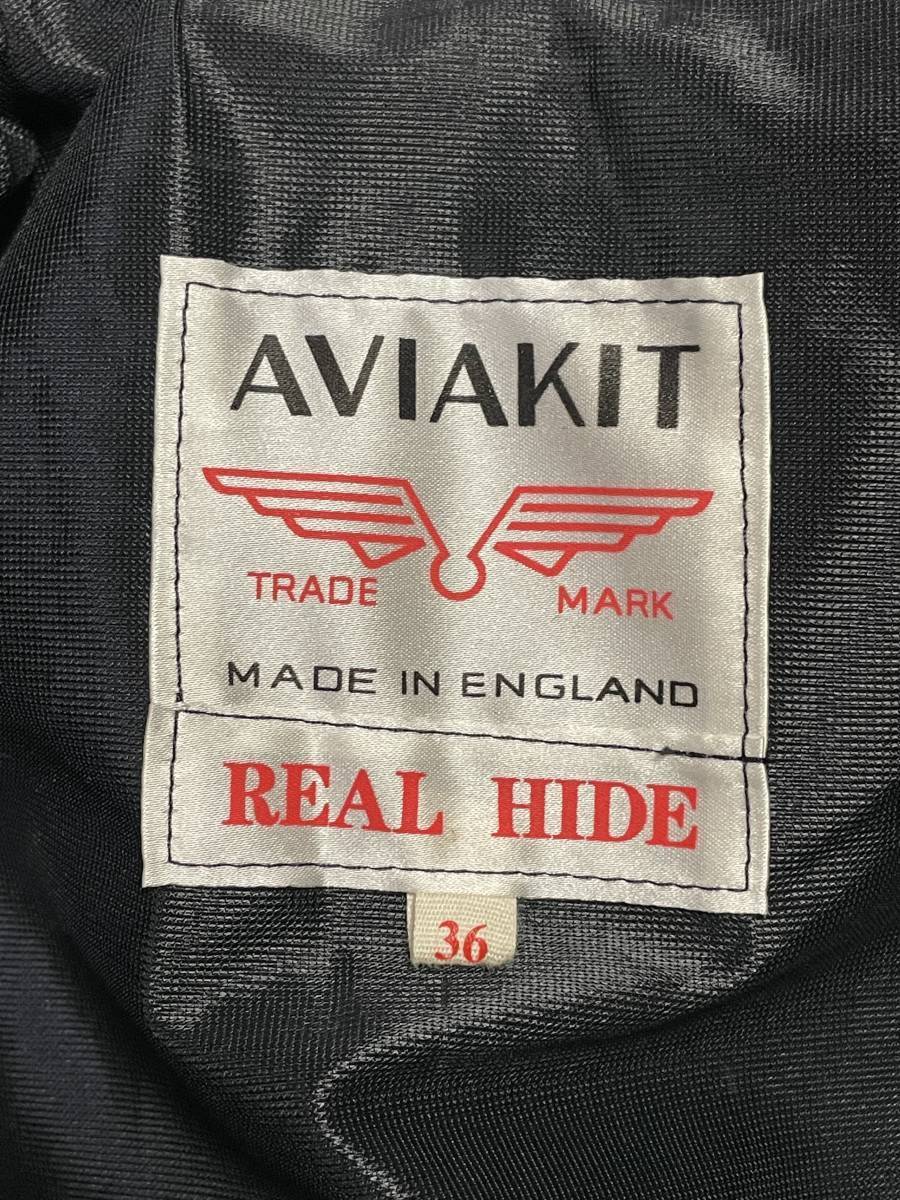 AVIAKIT
TRADE MARK
MADE IN ENGLAND
REAL HIDE
36